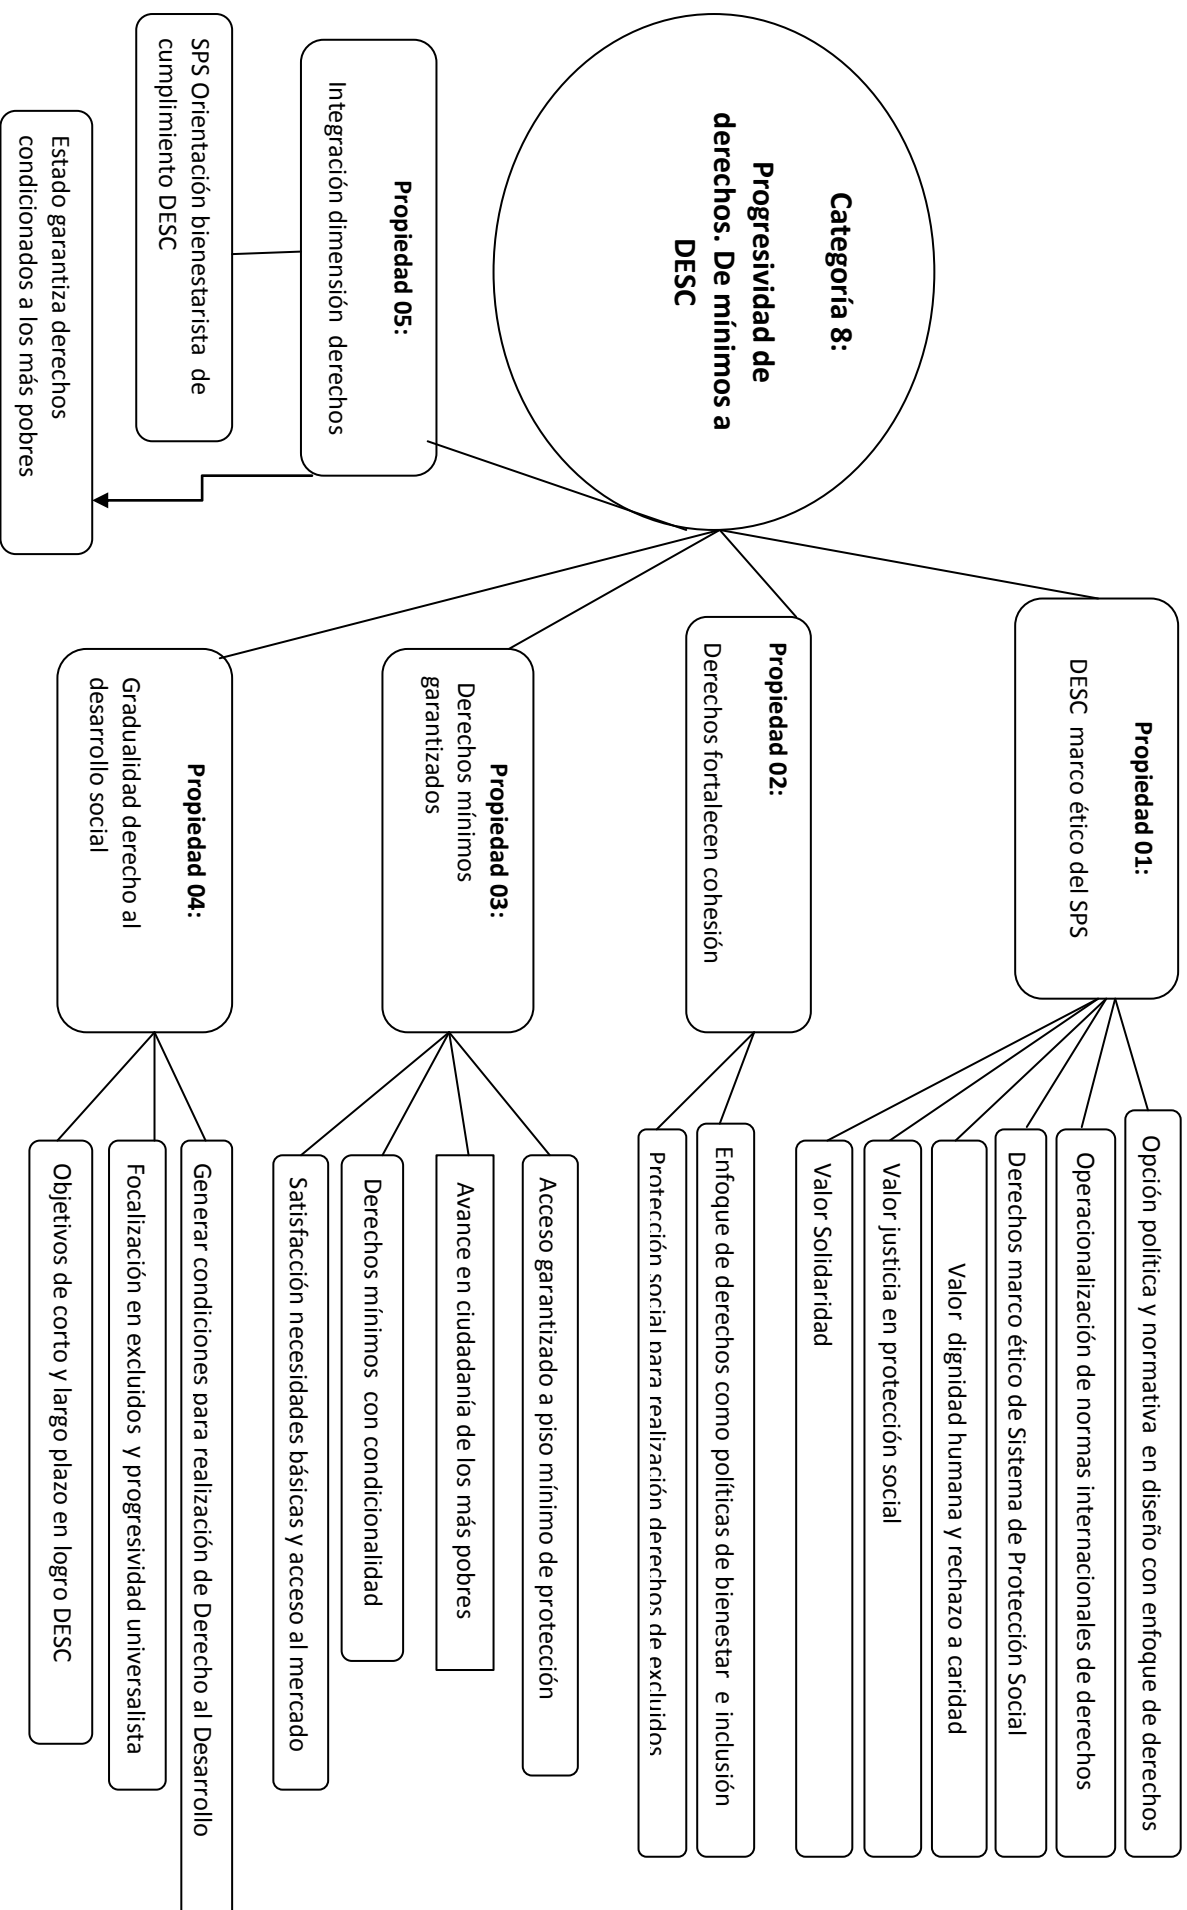 Categoría 8:
Progresividad de
derechos. De mínimos a
DESC
Propiedad 01:
DESC marco ético del SPS
Opción política y normativa en diseño con enfoque de derechos
Operacionalización de normas internacionales de derechos
Derechos marco ético de Sistema de Protección Social
Valor dignidad humana y rechazo a caridad
Valor justicia en protección social
Valor Solidaridad
Propiedad 02:
Derechos fortalecen cohesión
Enfoque de derechos como políticas de bienestar e inclusión
Protección social para realización derechos de excluidos
Propiedad 03:
Derechos mínimos
garantizados
Acceso garantizado a piso mínimo de protección
Avance en ciudadanía de los más pobres
Derechos mínimos con condicionalidad
Satisfacción necesidades básicas y acceso al mercado
Propiedad 04:
Gradualidad derecho al
desarrollo social
Generar condiciones para realización de Derecho al Desarrollo
Focalización en excluidos y progresividad universalista
Objetivos de corto y largo plazo en logro DESC
Propiedad 05:
Integración dimensión derechos
SPS Orientación bienestarista de
cumplimiento DESC
Estado garantiza derechos
condicionados a los más pobres